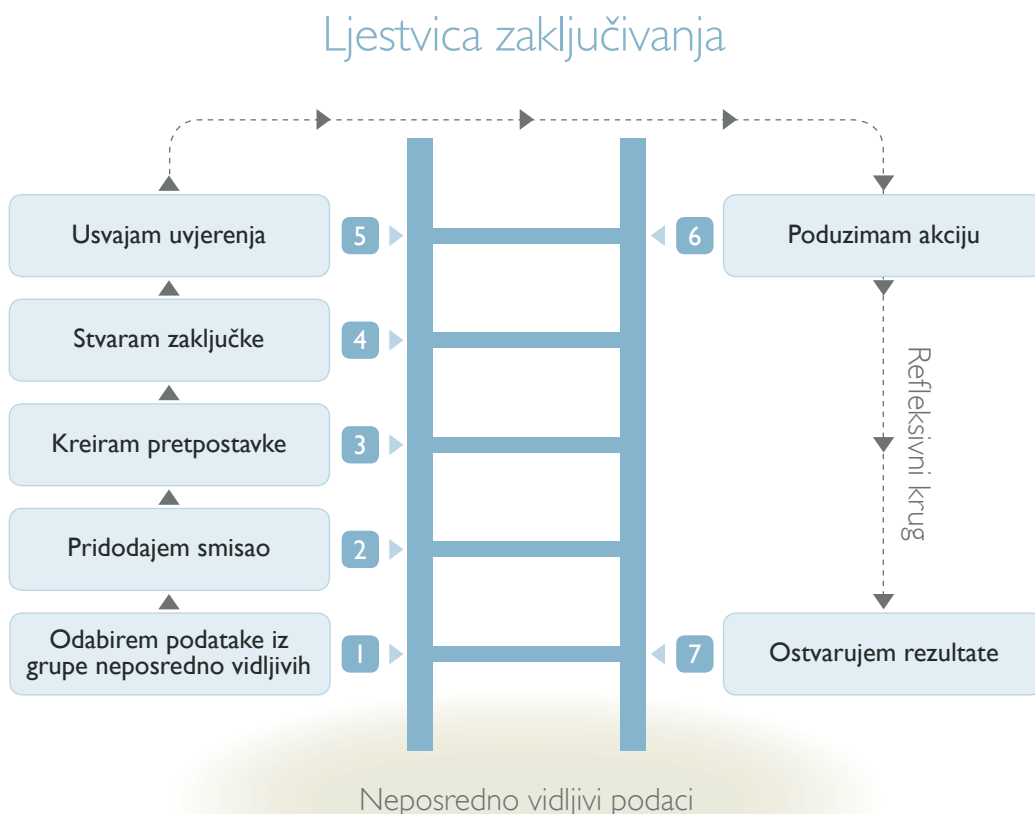 Ljestvica zaključivanja
Usvajam uvjerenja
5
6
Poduzimam akciju
Stvaram zaključke
4
Kreiram pretpostavke
3
Refleksivni krug
Pridodajem smisao
2
Odabirem podatake iz
grupe neposredno vidljivih
1
7
Ostvarujem rezultate
Neposredno vidljivi podaci